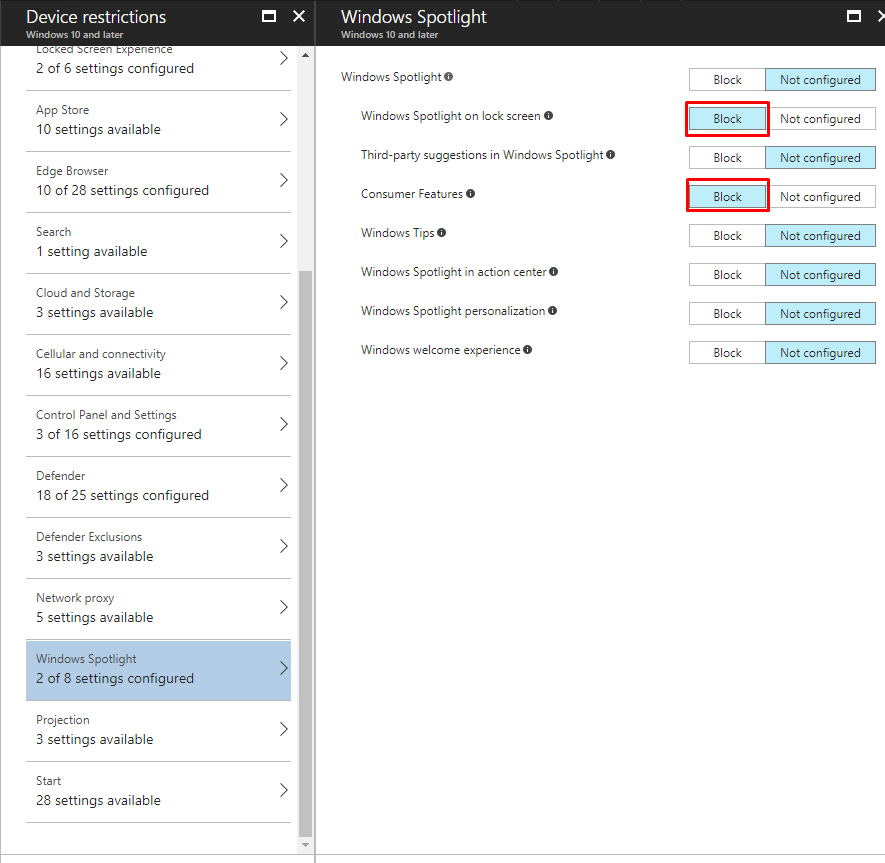 Device restrictions
Windows 10 and later
Locked Screen Experience
2 of 6 settings configured
App Store
10 settings available
Edge Browser
10 of 28 settings configured
Search
1 setting available
Cloud and Storage
3 settings available
Cellular and connectivity
16 settings available
Control Panel and Settings
3 of 16 settings configured
Defender
18 of 25 settings configured
Defender Exclusions
3 settings available
Network proxy
5 settings available
Windows Spotlight
2 of 8 settings configured
Projection
3 settings available
Start
28 settings available
Windows Spotlight
Windows 10 and later
Windows Spotlight Block Not configured
Windows Spotlight on lock screen Block Not configured
Third-party suggestions in Windows Spotlight Block Not configured
Consumer Features Block Not configured
Windows Tips Block Not configured
Windows Spotlight in action center Block Not configured
Windows Spotlight personalization Block Not configured
Windows welcome experience Block Not configured